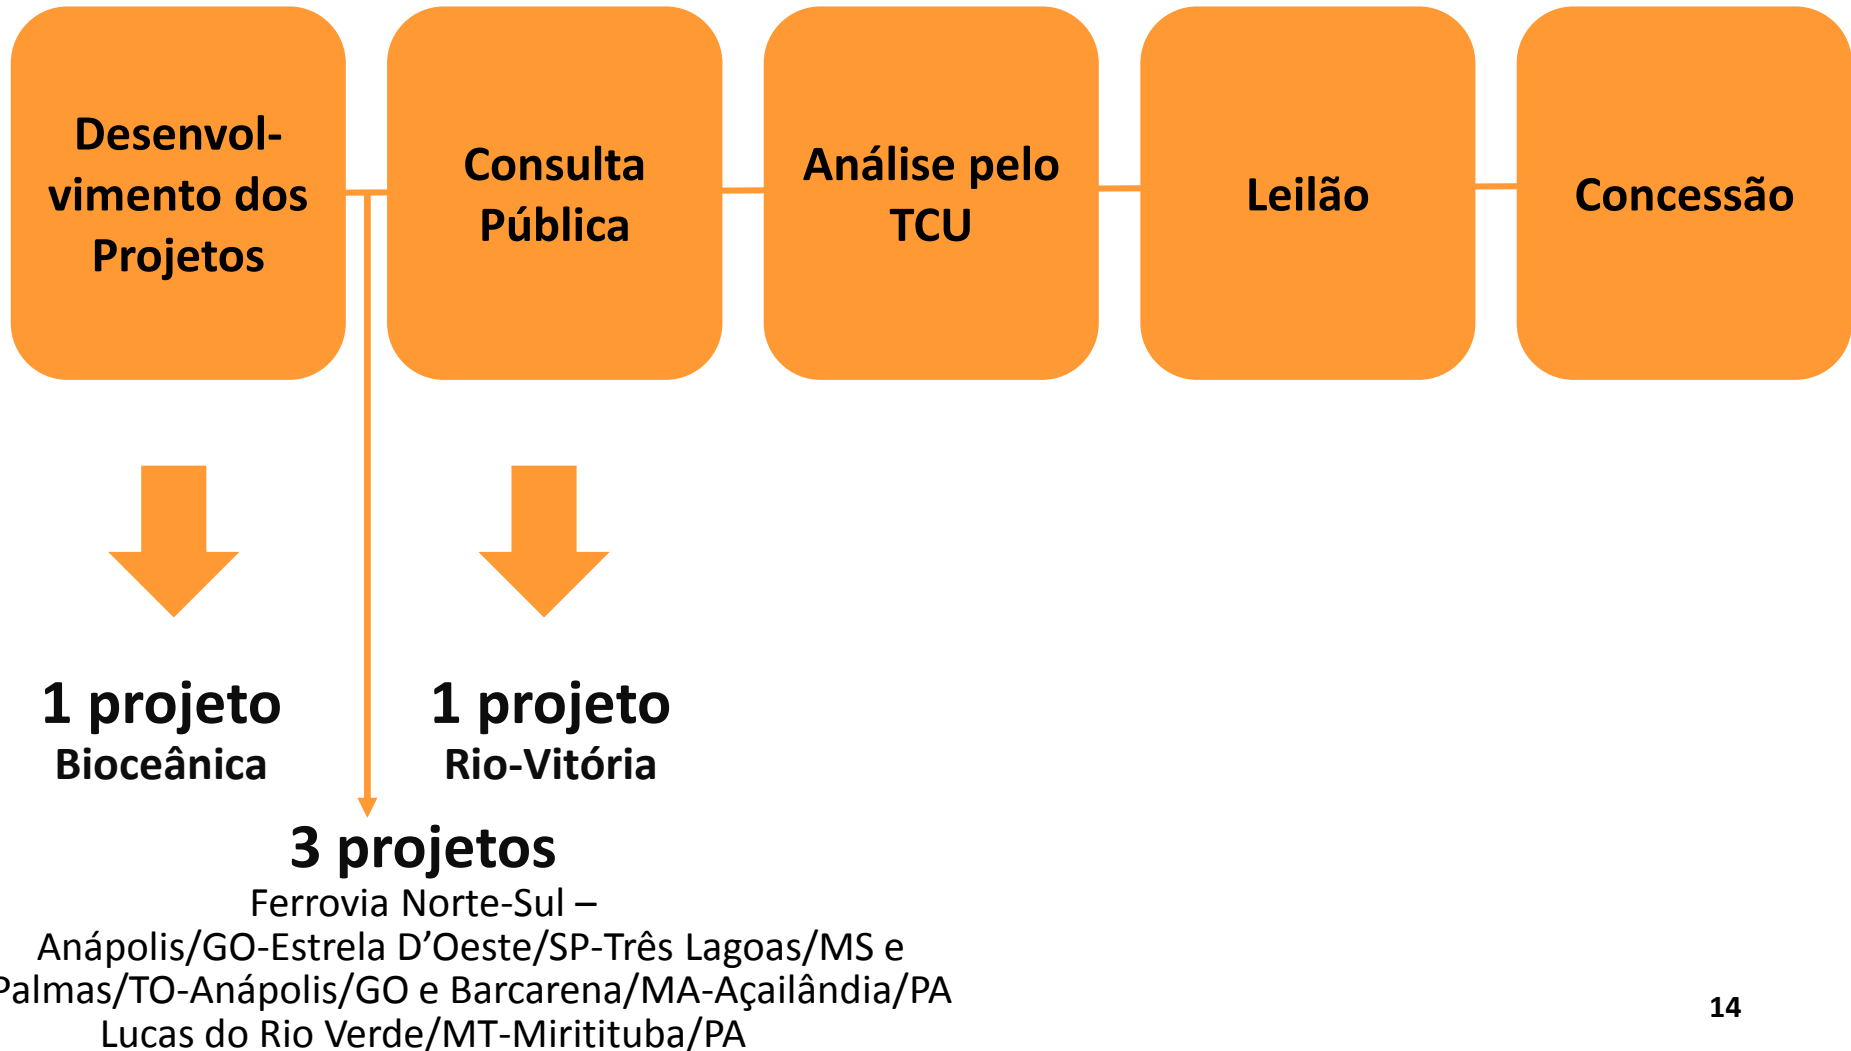 Desenvol-
vimento dos
Projetos
Consulta
Pública
Análise pelo
TCU
Leilão
Concessão
1 projeto
Bioceânica
1 projeto
Rio-Vitória
3 projetos
Ferrovia Norte-Sul –
Anápolis/GO-Estrela D’Oeste/SP-Três Lagoas/MS e
Palmas/TO-Anápolis/GO e Barcarena/MA-Açailândia/PA
Lucas do Rio Verde/MT-Miritituba/PA
14